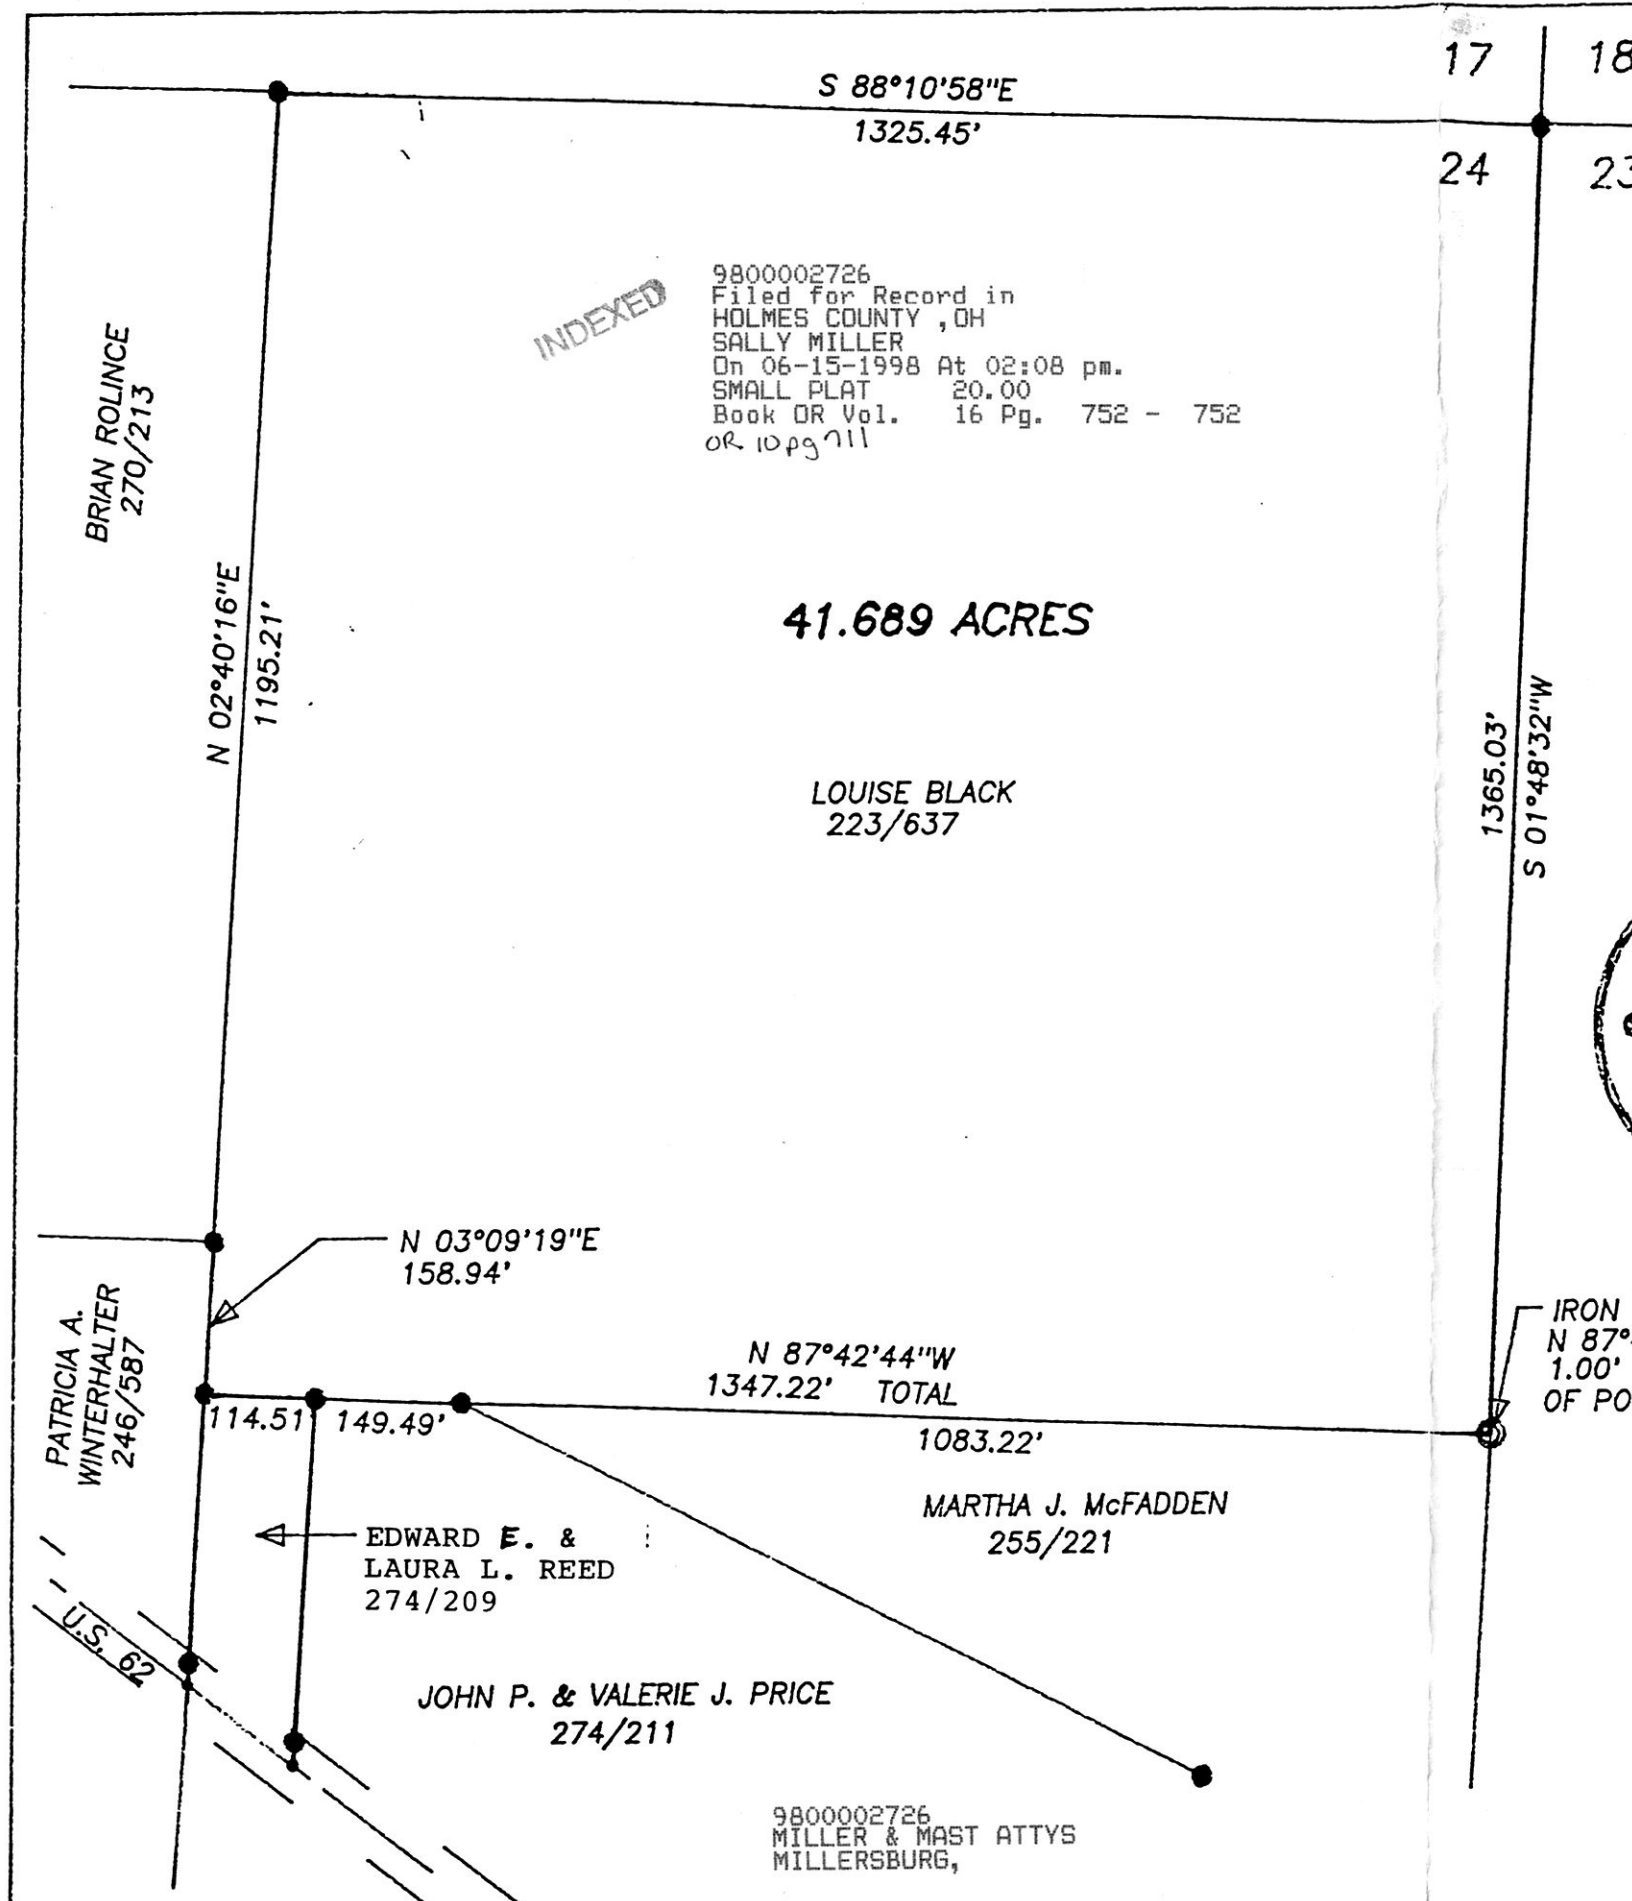 17
18
S 88°10'58"E
1325.45'
24
23
INDEXED
9800002726
Filed for Record in
HOLMES COUNTY ,OH
SALLY MILLER
On 06-15-1998 At 02:08 pm.
SMALL PLAT 20.00
Book OR Vol. 16 Pg. 752 - 752
OR 10 pg 711
BRIAN ROLINCE
270/213
N 02°40'16"E
1195.21'
41.689 ACRES
LOUISE BLACK
223/637
1365.03'
S 01°48'32"W
N 03°09'19"E
158.94'
PATRICIA A.
WINTERHALTER
246/587
N 87°42'44"W
1347.22' TOTAL
114.51'
149.49'
1083.22'
IRON
N 87°
1.00'
OF PO
MARTHA J. McFADDEN
255/221
EDWARD E. &
LAURA L. REED
274/209
U.S. 62
JOHN P. & VALERIE J. PRICE
274/211
9800002726
MILLER & MAST ATTYS
MILLERSBURG,